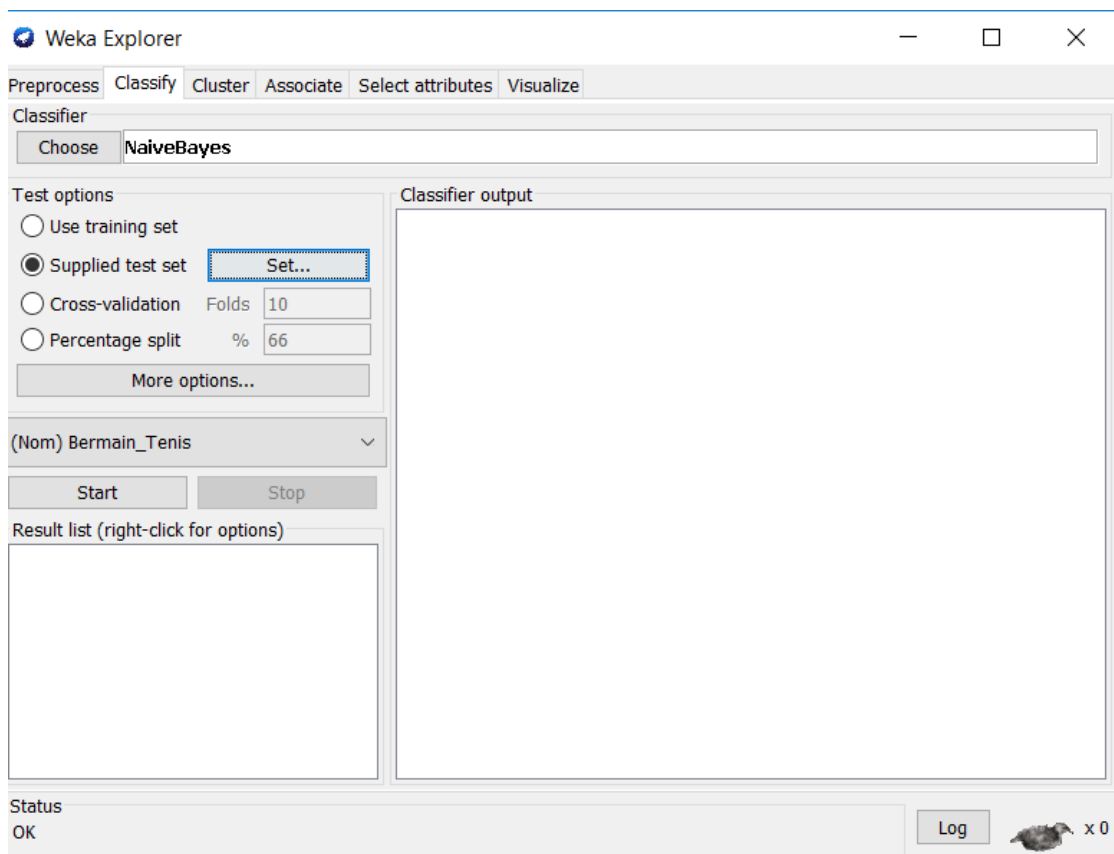 Weka Explorer
Preprocess Classify Cluster Associate Select attributes Visualize
Classifier
Choose NaiveBayes
Test options
Use training set
Supplied test set Set...
Cross-validation Folds 10
Percentage split % 66
More options...
(Nom) Bermain_Tenis
Start Stop
Result list (right-click for options)
Classifier output
Status
OK
Log x 0